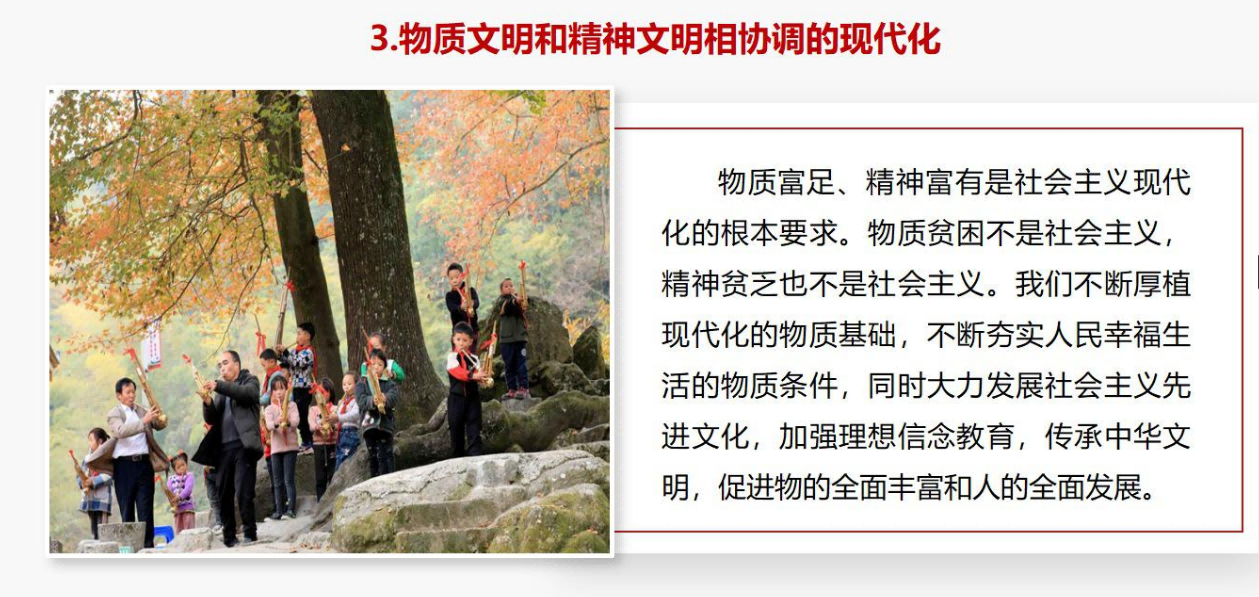 3.物质文明和精神文明相协调的现代化
物质富足、精神富有是社会主义现代
化的根本要求。物质贫困不是社会主义，
精神贫乏也不是社会主义。我们不断厚植
现代化的物质基础，不断夯实人民幸福生
活的物质条件，同时大力发展社会主义先
进文化，加强理想信念教育，传承中华文
明，促进物的全面丰富和人的全面发展。